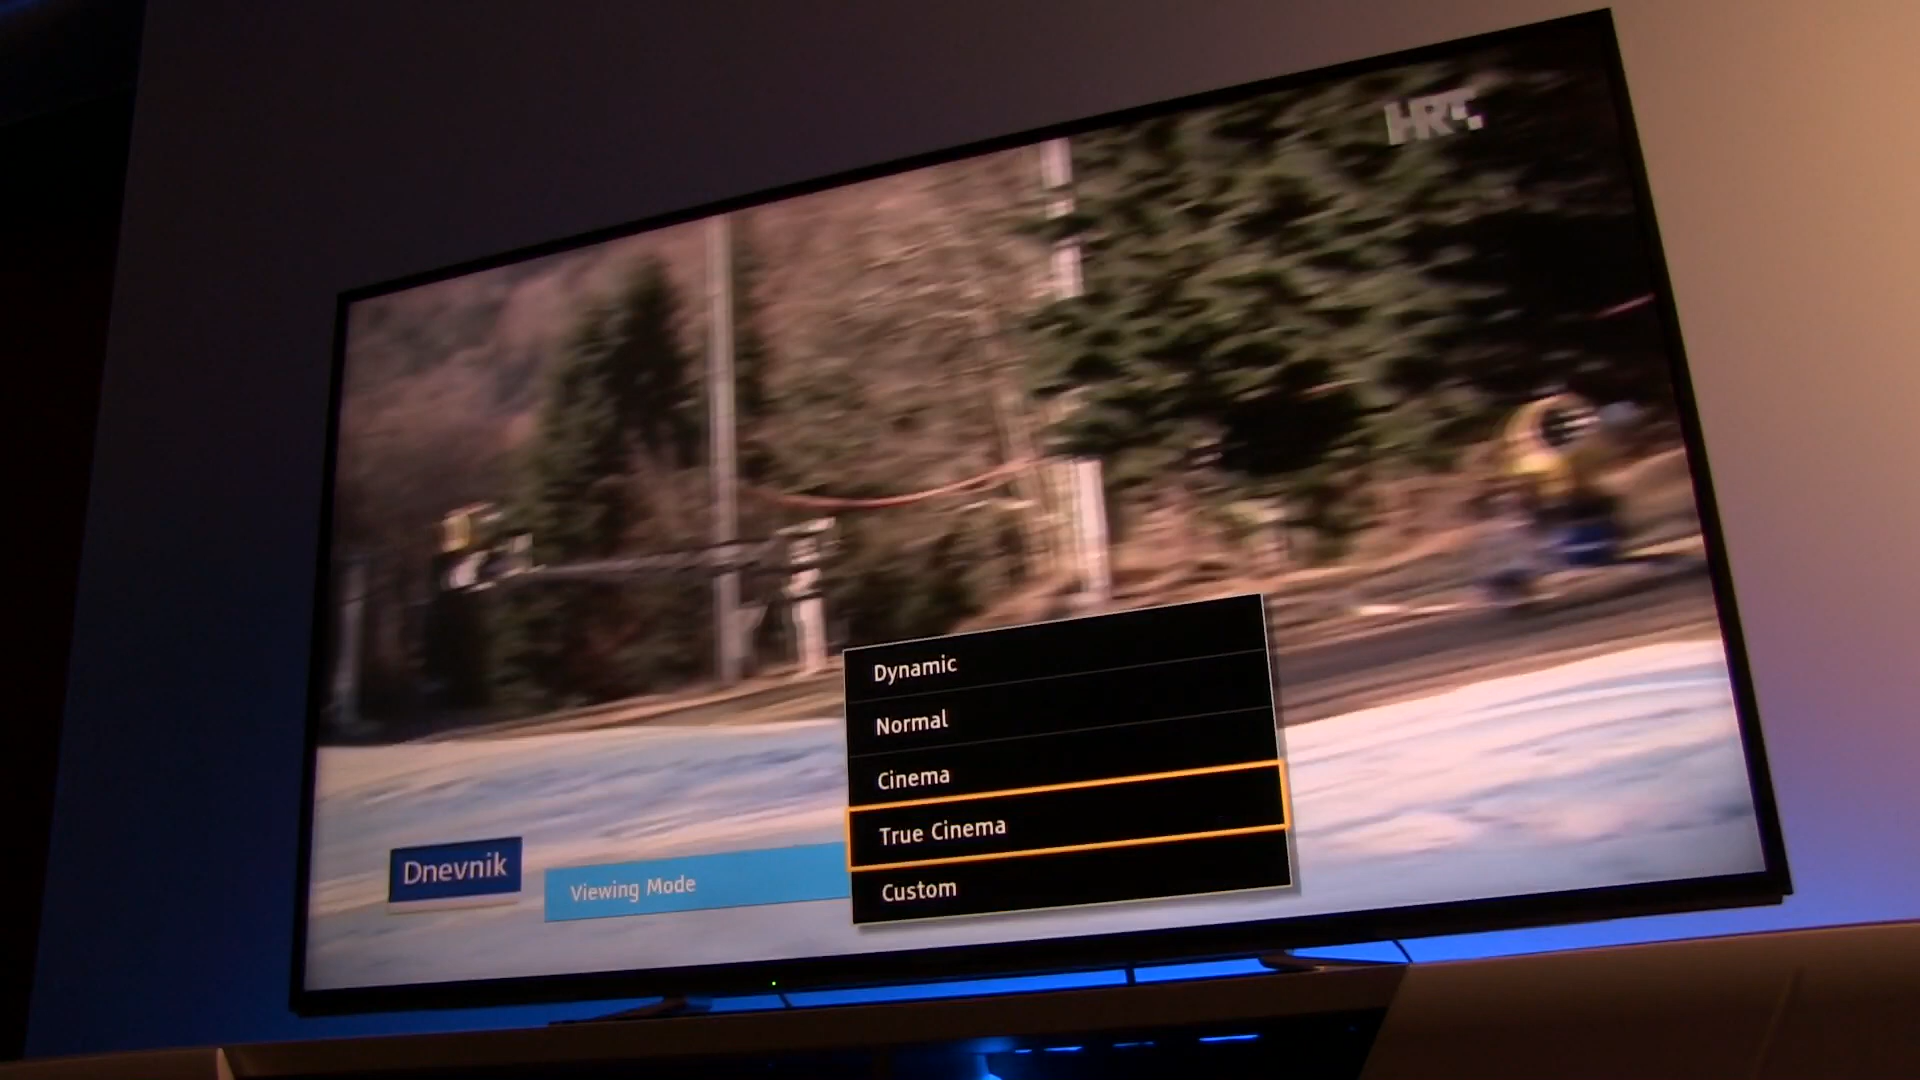 HRT
Dynamic
Normal
Cinema
True Cinema
Custom
Viewing Mode
Dnevnik